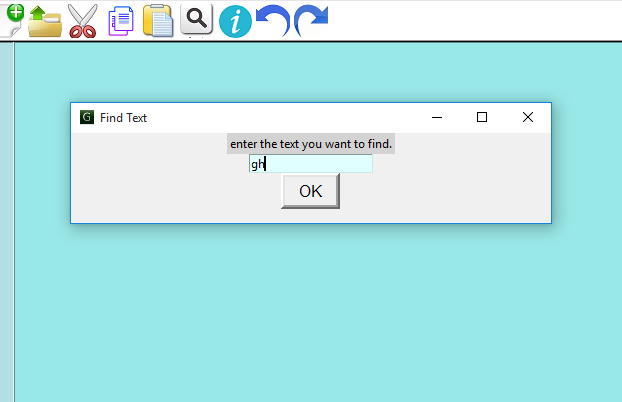 Find Text
enter the text you want to find.
gh
OK